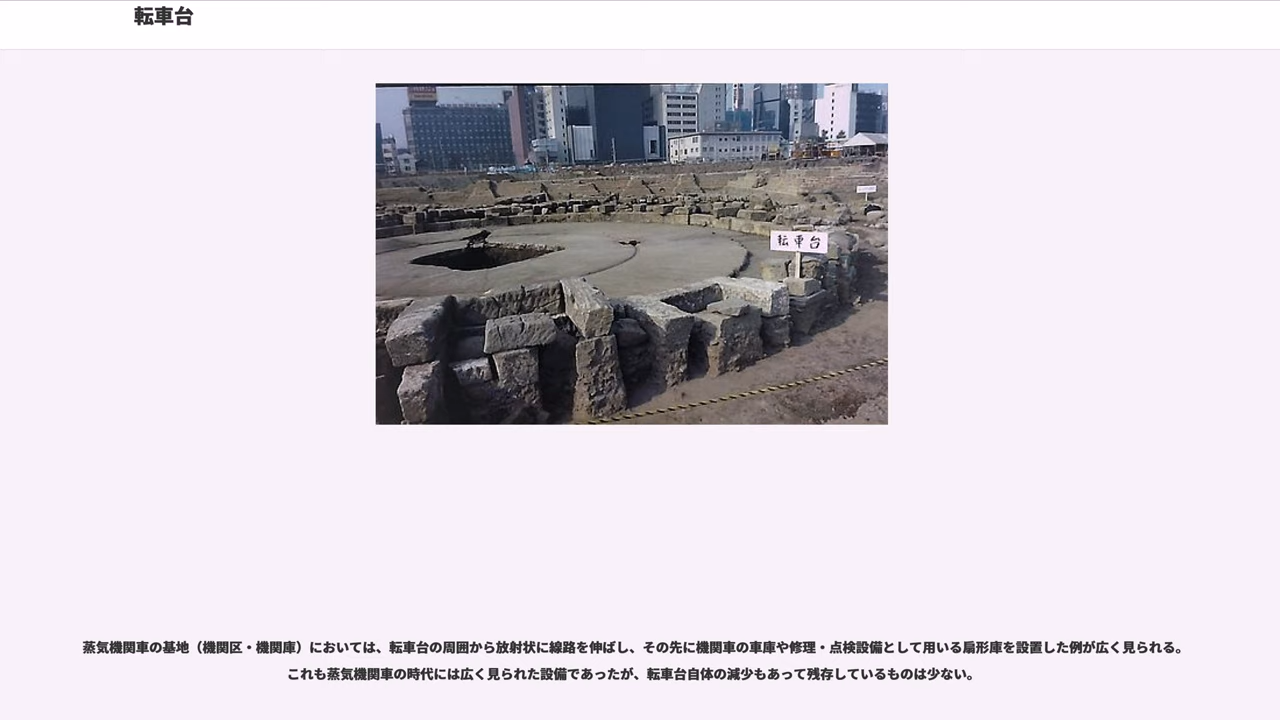 転車台
転車台
蒸気機関車の基地（機関区・機関庫）においては、転車台の周囲から放射状に線路を伸ばし、その先に機関車の車庫や修理・点検設備として用いる扇形庫を設置した例が広く見られる。
これも蒸気機関車の時代には広く見られた設備であったが、転車台自体の減少もあって残存しているものは少ない。